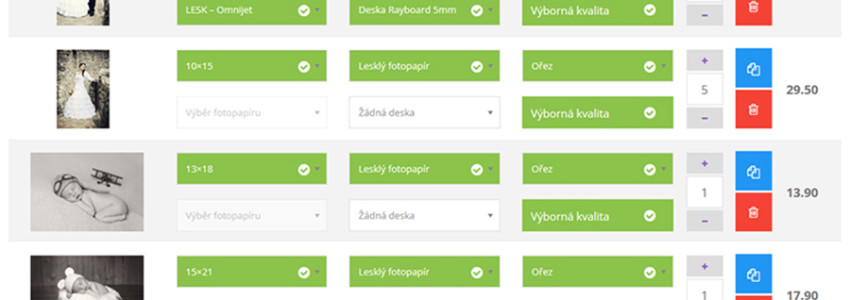 LESK – Omnijet Deska Rayboard 5mm Výborná kvalita –
10×15 Lesklý fotopapír Ořez +
5 29.50
Výběr fotopapíru Žádná deska Výborná kvalita –
13×18 Lesklý fotopapír Ořez +
1 13.90
Výběr fotopapíru Žádná deska Výborná kvalita –
15×21 Lesklý fotopapír Ořez +
1 17.90